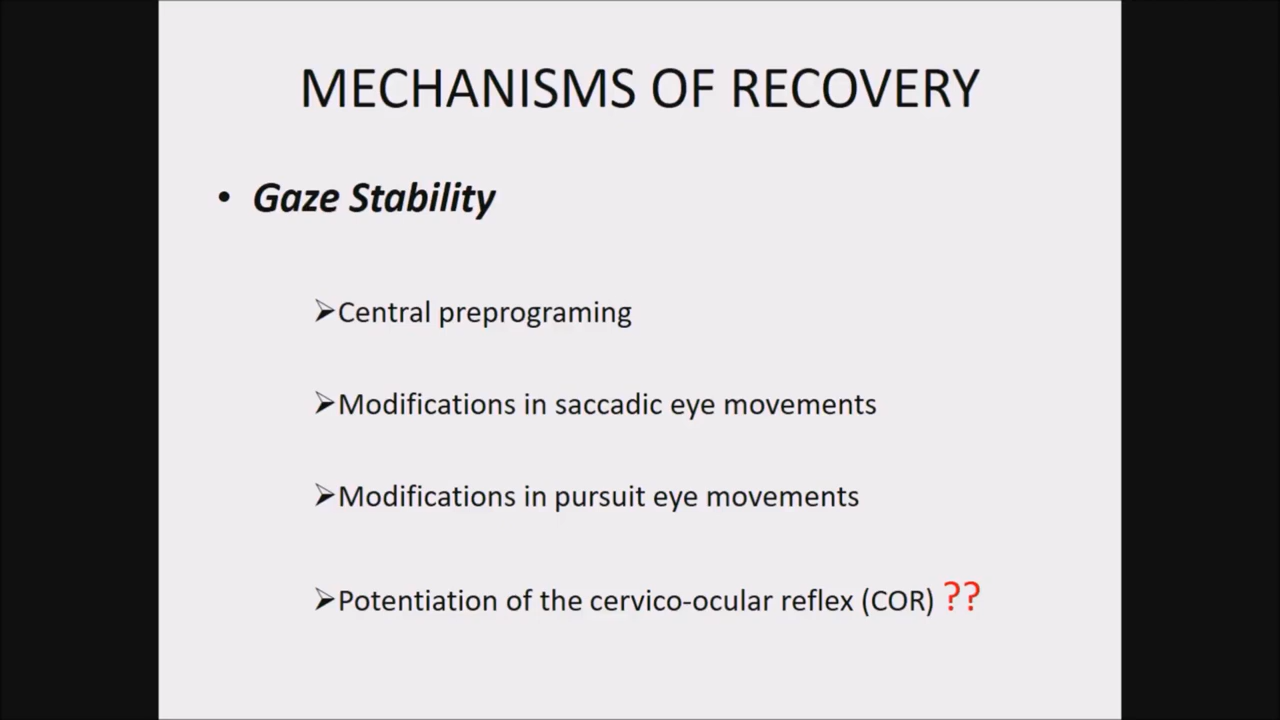 MECHANISMS OF RECOVERY
• Gaze Stability
➢Central preprograming
➢Modifications in saccadic eye movements
➢Modifications in pursuit eye movements
➢Potentiation of the cervico-ocular reflex (COR) ??